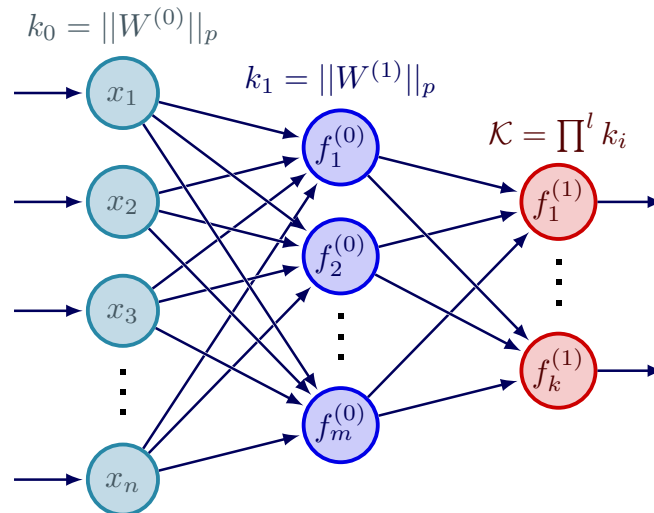 k_0 = ||W^{(0)}||_p
k_1 = ||W^{(1)}||_p
𝒦 = ∏^l k_i
x_1
x_2
x_3
⋮
x_n
f_1^{(0)}
f_2^{(0)}
⋮
f_m^{(0)}
f_1^{(1)}
⋮
f_k^{(1)}